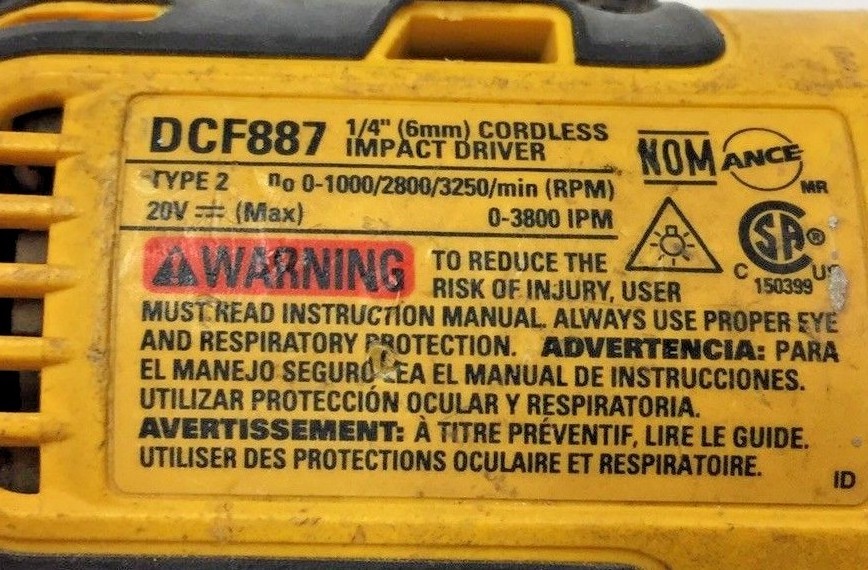 DCF887 1/4" (6mm) CORDLESS
IMPACT DRIVER
NOM ANCE
MR
TYPE 2 no 0-1000/2800/3250/min (RPM)
20V ⎓ (Max) 0-3800 IPM
SA®
C US
150399
WARNING TO REDUCE THE
RISK OF INJURY, USER
MUST READ INSTRUCTION MANUAL. ALWAYS USE PROPER EYE
AND RESPIRATORY PROTECTION. ADVERTENCIA: PARA
EL MANEJO SEGURO LEA EL MANUAL DE INSTRUCCIONES.
UTILIZAR PROTECCIÓN OCULAR Y RESPIRATORIA.
AVERTISSEMENT: À TITRE PRÉVENTIF, LIRE LE GUIDE.
UTILISER DES PROTECTIONS OCULAIRE ET RESPIRATOIRE.
ID